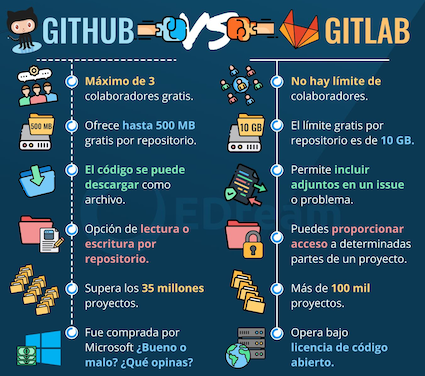 GITHUB VS GITLAB
Máximo de 3
colaboradores gratis.
500 MB
Ofrece hasta 500 MB
gratis por repositorio.
El código se puede
descargar como
archivo.
Opción de lectura o
escritura por
repositorio.
Supera los 35 millones
proyectos.
Fue comprada por
Microsoft ¿Bueno o
malo? ¿Qué opinas?
No hay límite de
colaboradores.
10 GB
El límite gratis por
repositorio es de 10 GB.
Permite incluir
adjuntos en un issue
o problema.
Puedes proporcionar
acceso a determinadas
partes de un proyecto.
Más de 100 mil
proyectos.
Opera bajo
licencia de código
abierto.
EDteam